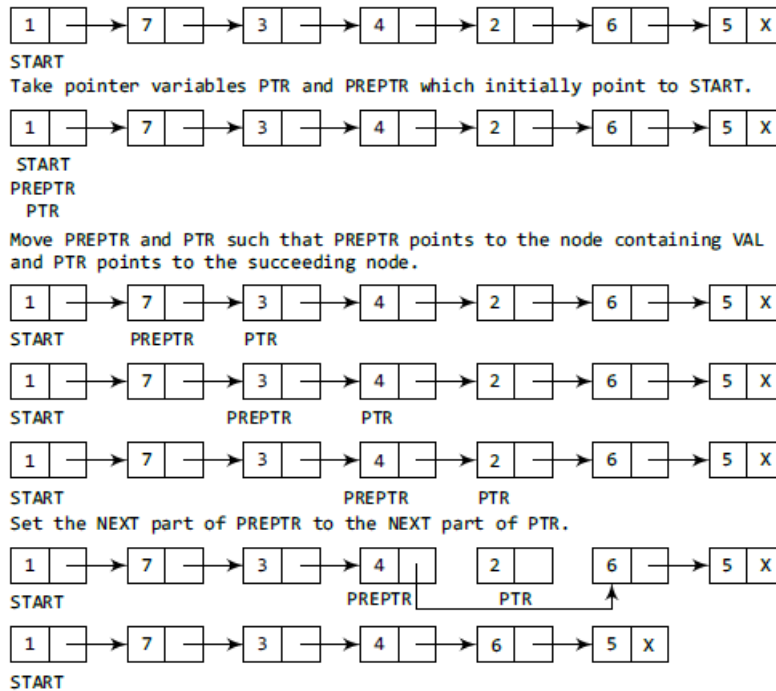 1 7 3 4 2 6 5 X
START
Take pointer variables PTR and PREPTR which initially point to START.
1 7 3 4 2 6 5 X
START
PREPTR
PTR
Move PREPTR and PTR such that PREPTR points to the node containing VAL
and PTR points to the succeeding node.
1 7 3 4 2 6 5 X
START PREPTR PTR
1 7 3 4 2 6 5 X
START PREPTR PTR
1 7 3 4 2 6 5 X
START PREPTR PTR
Set the NEXT part of PREPTR to the NEXT part of PTR.
1 7 3 4 2 6 5 X
START PREPTR PTR
1 7 3 4 6 5 X
START